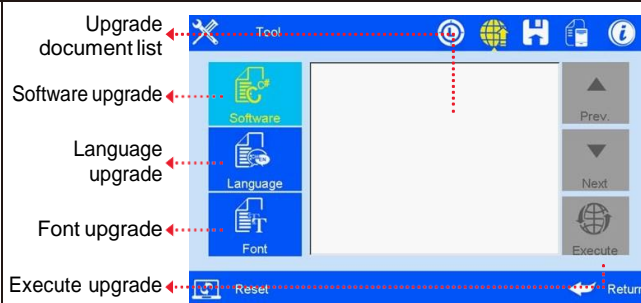 Upgrade
document list
Tool
Software upgrade
Software
Prev.
Language
upgrade
Language
Next
Font upgrade
Font
Execute
Execute upgrade
Reset
Return